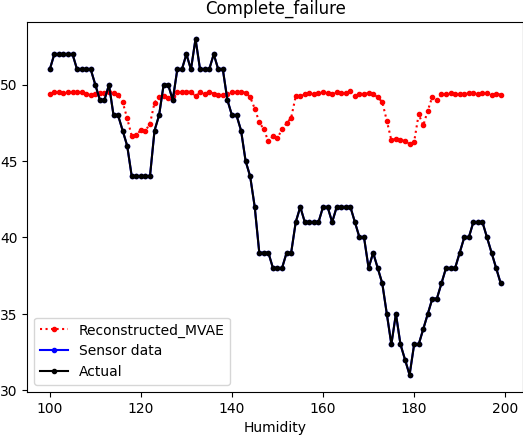 Complete_failure
50
45
40
35
30
Reconstructed_MVAE
Sensor data
Actual
100 120 140 160 180 200
Humidity